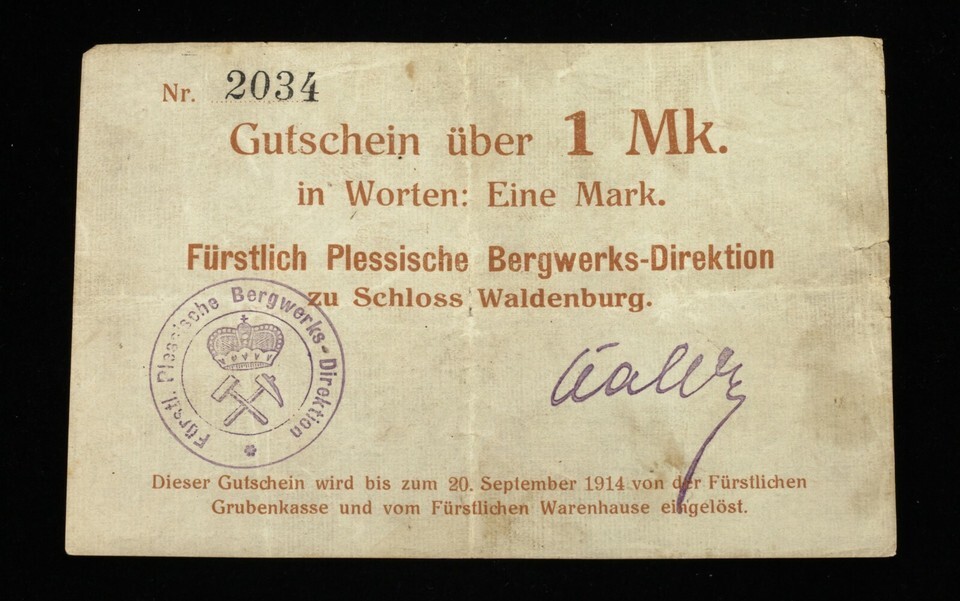 Nr. 2034
Gutschein über 1 Mk.
in Worten: Eine Mark.
Fürstlich Plessische Bergwerks-Direktion
zu Schloss Waldenburg.
Fürstl. Plessische Bergwerks-Direktion
Dieser Gutschein wird bis zum 20. September 1914 von der Fürstlichen
Grubenkasse und vom Fürstlichen Warenhause eingelöst.